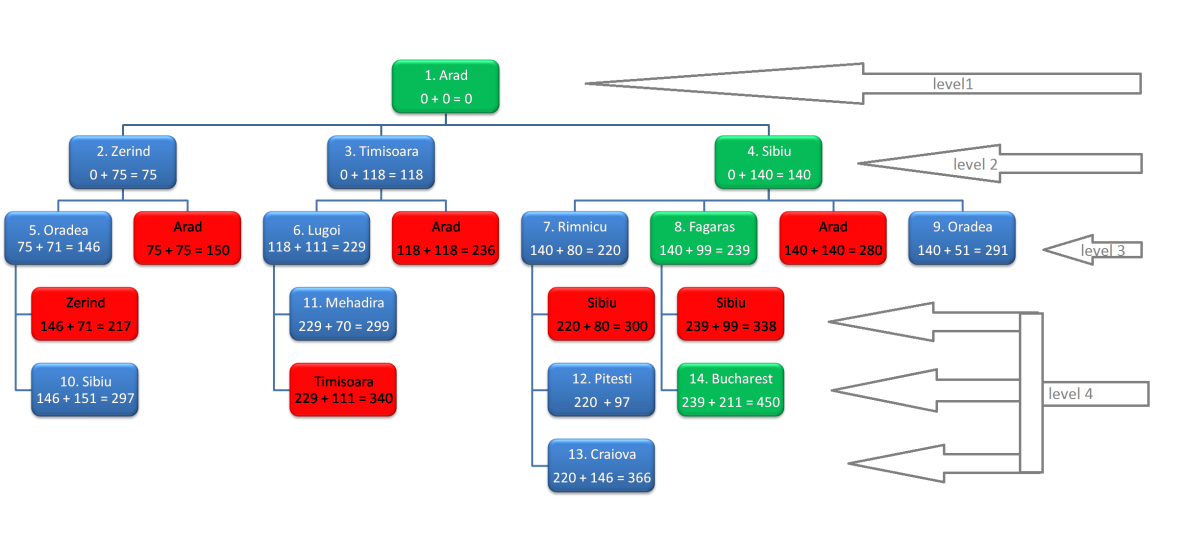 1. Arad
0 + 0 = 0
level1
2. Zerind
0 + 75 = 75
3. Timisoara
0 + 118 = 118
4. Sibiu
0 + 140 = 140
level 2
5. Oradea
75 + 71 = 146
Arad
75 + 75 = 150
6. Lugoi
118 + 111 = 229
Arad
118 + 118 = 236
7. Rimnicu
140 + 80 = 220
8. Fagaras
140 + 99 = 239
Arad
140 + 140 = 280
9. Oradea
140 + 51 = 291
level 3
Zerind
146 + 71 = 217
11. Mehadira
229 + 70 = 299
Sibiu
220 + 80 = 300
Sibiu
239 + 99 = 338
10. Sibiu
146 + 151 = 297
Timisoara
229 + 111 = 340
12. Pitesti
220 + 97
14. Bucharest
239 + 211 = 450
level 4
13. Craiova
220 + 146 = 366